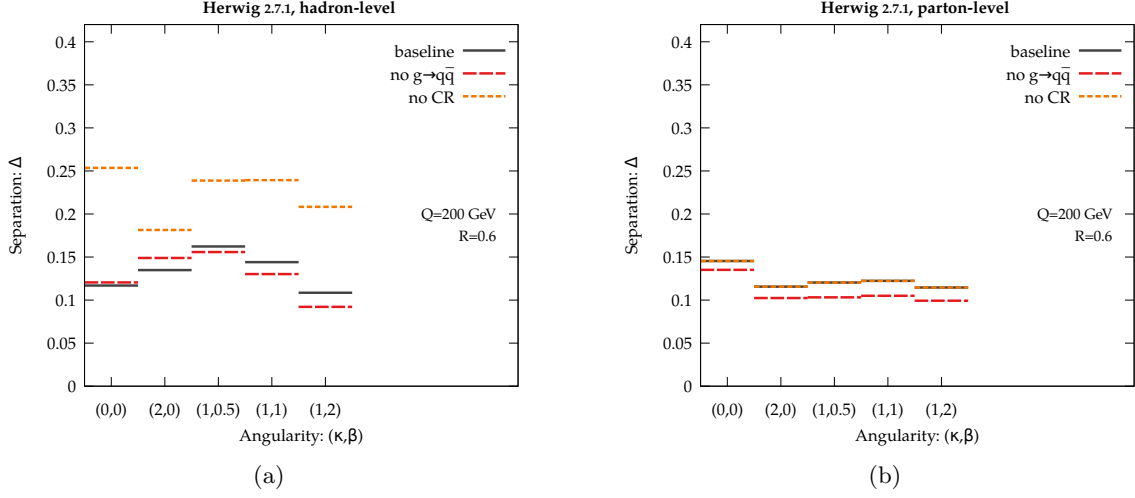 Herwig 2.7.1, hadron-level
Separation: Δ
0.4
0.35
0.3
0.25
0.2
0.15
0.1
0.05
0
baseline
no g→qq̅
no CR
Q=200 GeV
R=0.6
(0,0)
(2,0)
(1,0.5)
(1,1)
(1,2)
Angularity: (κ,β)
(a)
Herwig 2.7.1, parton-level
Separation: Δ
0.4
0.35
0.3
0.25
0.2
0.15
0.1
0.05
0
baseline
no g→qq̅
no CR
Q=200 GeV
R=0.6
(0,0)
(2,0)
(1,0.5)
(1,1)
(1,2)
Angularity: (κ,β)
(b)